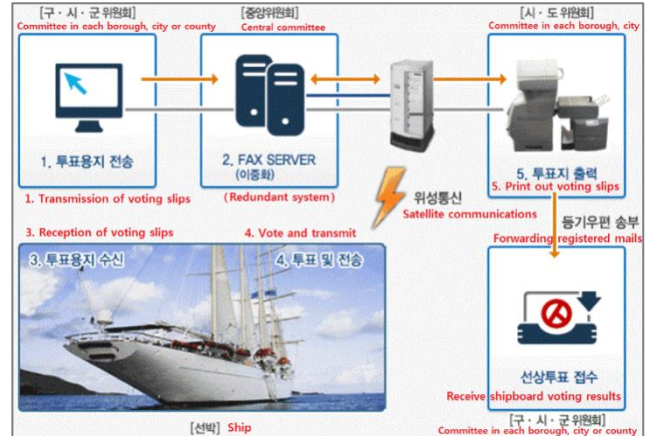 [구·시·군위원회]
Committee in each borough, city or county
[중앙위원회]
Central committee
[시·도위원회]
Committee in each borough, city
1. 투표용지 전송
1. Transmission of voting slips
2. FAX SERVER
(이중화)
(Redundant system)
위성통신
Satellite communications
5. 투표지 출력
5. Print out voting slips
등기우편 송부
Forwarding registered mails
3. Reception of voting slips
4. Vote and transmit
3. 투표용지 수신
4. 투표 및 전송
[선박] Ship
선상투표 접수
Receive shipboard voting results
[구·시·군위원회]
Committee in each borough, city or county